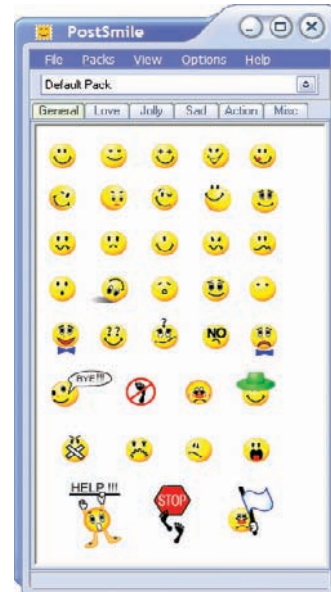 PostSmile
File Packs View Options Help
Default Pack
General Love Jolly Sad Action Misc
??
?
NO
BYE!!!
HELP !!!
STOP